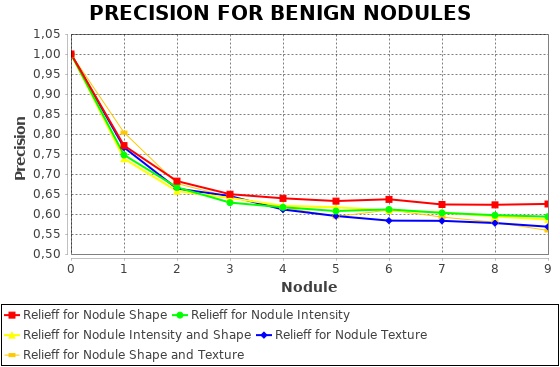 PRECISION FOR BENIGN NODULES
1,05
1,00
0,95
0,90
0,85
0,80
0,75
0,70
0,65
0,60
0,55
0,50
Precision
0 1 2 3 4 5 6 7 8 9
Nodule
Relieff for Nodule Shape Relieff for Nodule Intensity
Relieff for Nodule Intensity and Shape Relieff for Nodule Texture
Relieff for Nodule Shape and Texture